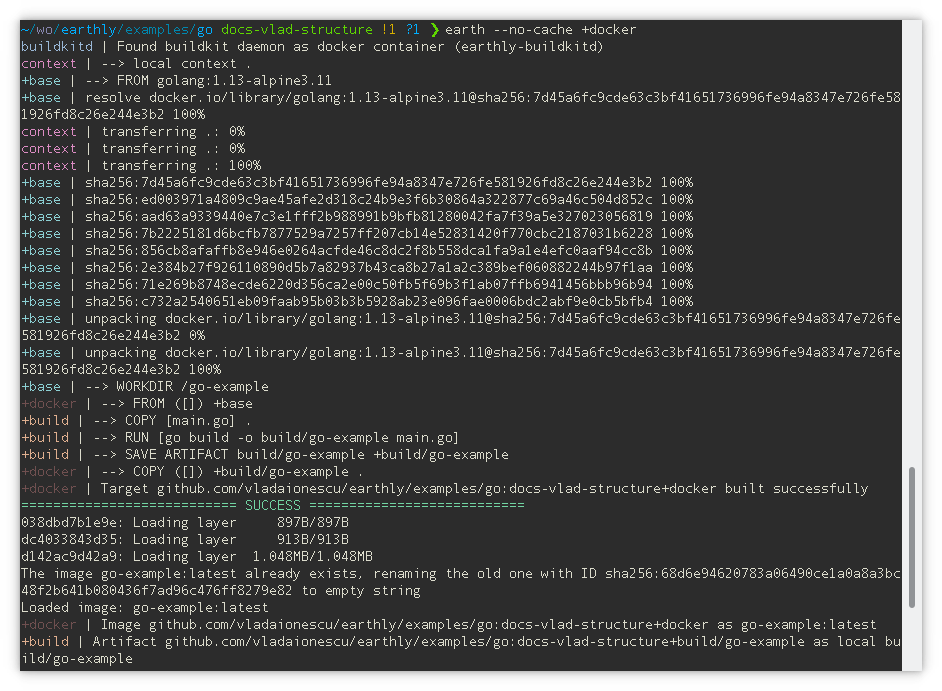 ~/wo/earthly/examples/go docs-vlad-structure !1 ?1 ❯ earth --no-cache +docker
buildkitd | Found buildkit daemon as docker container (earthly-buildkitd)
context | --> local context .
+base | --> FROM golang:1.13-alpine3.11
+base | resolve docker.io/library/golang:1.13-alpine3.11@sha256:7d45a6fc9cde63c3bf41651736996fe94a8347e726fe58
1926fd8c26e244e3b2 100%
context | transferring .: 0%
context | transferring .: 0%
context | transferring .: 100%
+base | sha256:7d45a6fc9cde63c3bf41651736996fe94a8347e726fe581926fd8c26e244e3b2 100%
+base | sha256:ed003971a4809c9ae45afe2d318c24b9e3f6b30864a322877c69a46c504d852c 100%
+base | sha256:aad63a9339440e7c3e1fff2b988991b9bfb81280042fa7f39a5e327023056819 100%
+base | sha256:7b2225181d6bcfb7877529a7257ff207cb14e52831420f770cbc2187031b6228 100%
+base | sha256:856cb8afaffb8e946e0264acfde46c8dc2f8b558dca1fa9a1e4efc0aaf94cc8b 100%
+base | sha256:2e384b27f926110890d5b7a82937b43ca8b27a1a2c389bef060882244b97f1aa 100%
+base | sha256:71e269b8748ecde6220d356ca2e00c50fb5f69b3f1ab07ffb6941456bbb96b94 100%
+base | sha256:c732a2540651eb09faab95b03b3b5928ab23e096fae0006bdc2abf9e0cb5bfb4 100%
+base | unpacking docker.io/library/golang:1.13-alpine3.11@sha256:7d45a6fc9cde63c3bf41651736996fe94a8347e726fe
581926fd8c26e244e3b2 0%
+base | unpacking docker.io/library/golang:1.13-alpine3.11@sha256:7d45a6fc9cde63c3bf41651736996fe94a8347e726fe
581926fd8c26e244e3b2 100%
+base | --> WORKDIR /go-example
+docker | --> FROM ([]) +base
+build | --> COPY [main.go] .
+build | --> RUN [go build -o build/go-example main.go]
+build | --> SAVE ARTIFACT build/go-example +build/go-example
+docker | --> COPY ([]) +build/go-example .
+docker | Target github.com/vladaionescu/earthly/examples/go:docs-vlad-structure+docker built successfully
=========================== SUCCESS ===========================
038dbd7b1e9e: Loading layer     897B/897B
dc4033843d35: Loading layer     913B/913B
d142ac9d42a9: Loading layer  1.048MB/1.048MB
The image go-example:latest already exists, renaming the old one with ID sha256:68d6e94620783a06490ce1a0a8a3bc
48f2b641b080436f7ad96c476ff8279e82 to empty string
Loaded image: go-example:latest
+docker | Image github.com/vladaionescu/earthly/examples/go:docs-vlad-structure+docker as go-example:latest
+build | Artifact github.com/vladaionescu/earthly/examples/go:docs-vlad-structure+build/go-example as local bu
ild/go-example